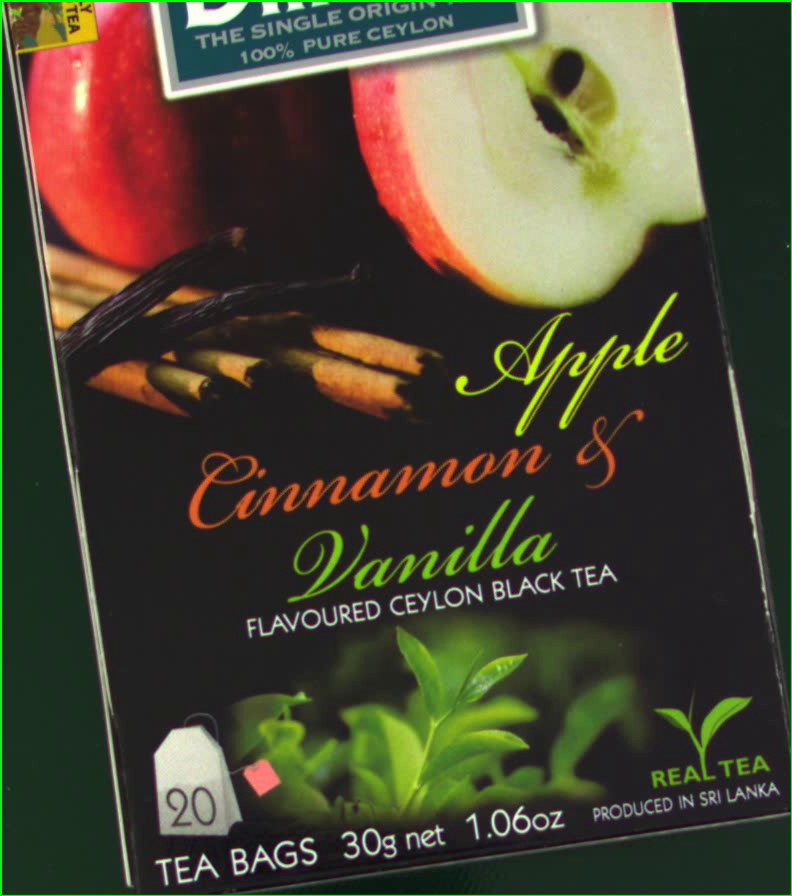 TEA
THE SINGLE ORIGIN
100% PURE CEYLON
Apple
Cinnamon &
Vanilla
FLAVOURED CEYLON BLACK TEA
20
REAL TEA
PRODUCED IN SRI LANKA
TEA BAGS 30g net 1.06oz